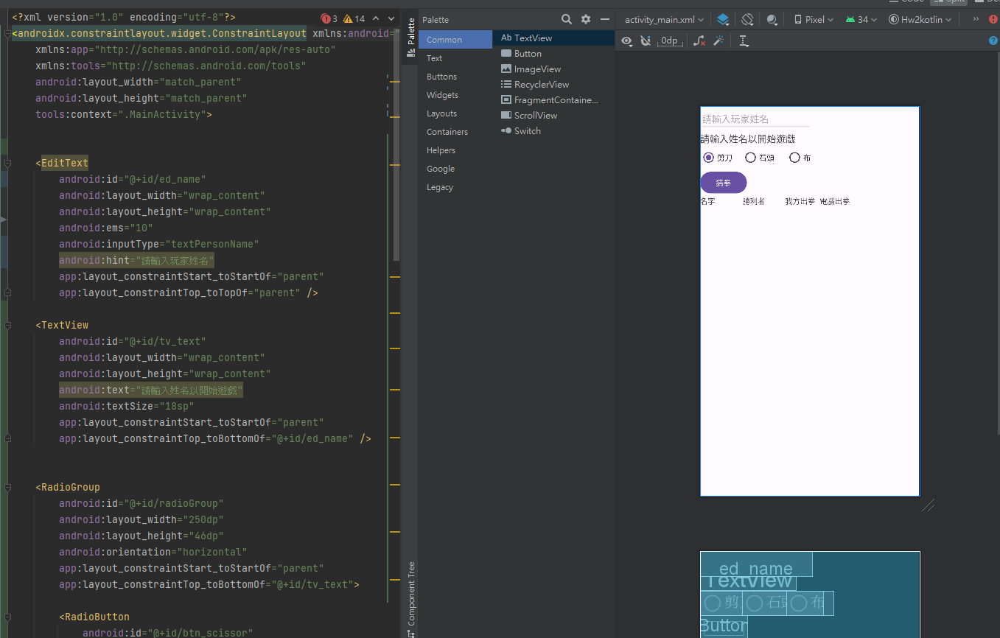 Code
Split
<?xml version="1.0" encoding="utf-8"?>
3
14
<androidx.constraintlayout.widget.ConstraintLayout xmlns:android="
xmlns:app="http://schemas.android.com/apk/res-auto"
xmlns:tools="http://schemas.android.com/tools"
android:layout_width="match_parent"
android:layout_height="match_parent"
tools:context=".MainActivity">
<EditText
android:id="@+id/ed_name"
android:layout_width="wrap_content"
android:layout_height="wrap_content"
android:ems="10"
android:inputType="textPersonName"
android:hint="請輸入玩家姓名"
app:layout_constraintStart_toStartOf="parent"
app:layout_constraintTop_toTopOf="parent" />
<TextView
android:id="@+id/tv_text"
android:layout_width="wrap_content"
android:layout_height="wrap_content"
android:text="請輸入姓名以開始遊戲"
android:textSize="18sp"
app:layout_constraintStart_toStartOf="parent"
app:layout_constraintTop_toBottomOf="@+id/ed_name" />
<RadioGroup
android:id="@+id/radioGroup"
android:layout_width="250dp"
android:layout_height="46dp"
android:orientation="horizontal"
app:layout_constraintStart_toStartOf="parent"
app:layout_constraintTop_toBottomOf="@+id/tv_text">
<RadioButton
android:id="@+id/btn_scissor"
Palette
Component Tree
Palette
Common
Text
Buttons
Widgets
Layouts
Containers
Helpers
Google
Legacy
Ab TextView
Button
ImageView
RecyclerView
FragmentContaine...
ScrollView
Switch
activity_main.xml
Pixel
34
Hw2kotlin
0dp
請輸入玩家姓名
請輸入姓名以開始遊戲
剪刀 石頭 布
猜拳
名字 勝利者 我方出拳 電腦出拳
ed_name
TextView
剪 石頭 布
Button